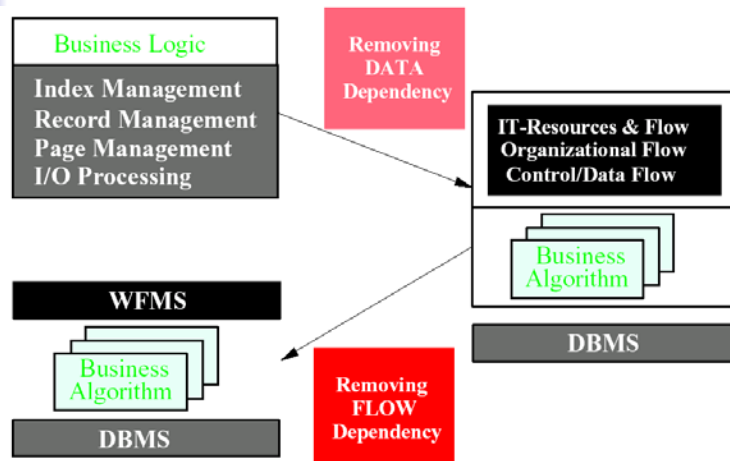 Business Logic
Index Management
Record Management
Page Management
I/O Processing
Removing
DATA
Dependency
IT-Resources & Flow
Organizational Flow
Control/Data Flow
Business
Algorithm
DBMS
Removing
FLOW
Dependency
WFMS
Business
Algorithm
DBMS